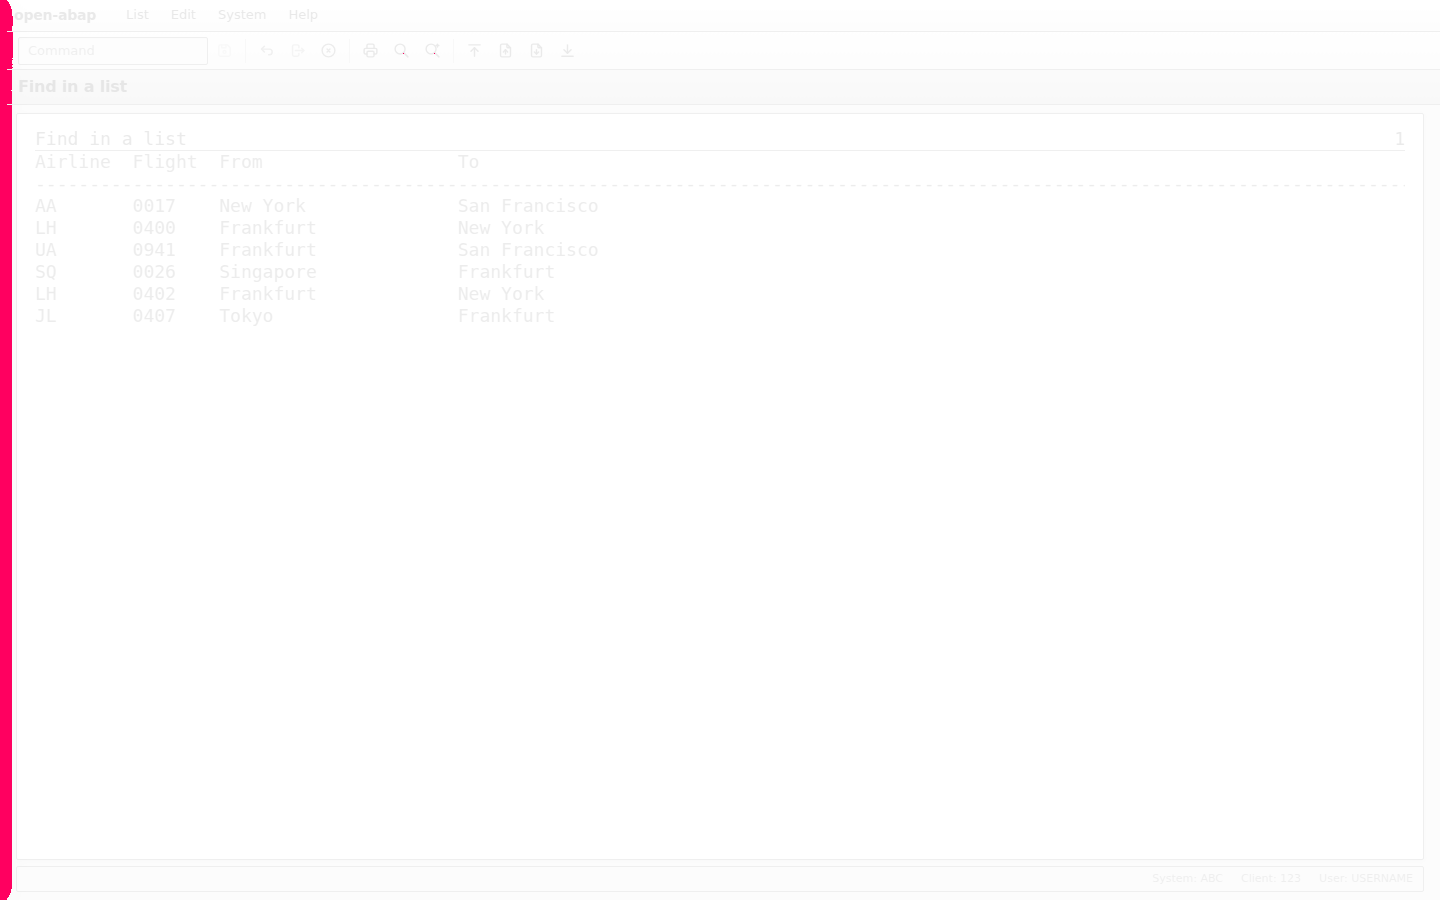 open-abap List Edit System Help
Command
Find in a list
Find in a list 1
Airline Flight From To
AA 0017 New York San Francisco
LH 0400 Frankfurt New York
UA 0941 Frankfurt San Francisco
SQ 0026 Singapore Frankfurt
LH 0402 Frankfurt New York
JL 0407 Tokyo Frankfurt
System: ABC Client: 123 User: USERNAME